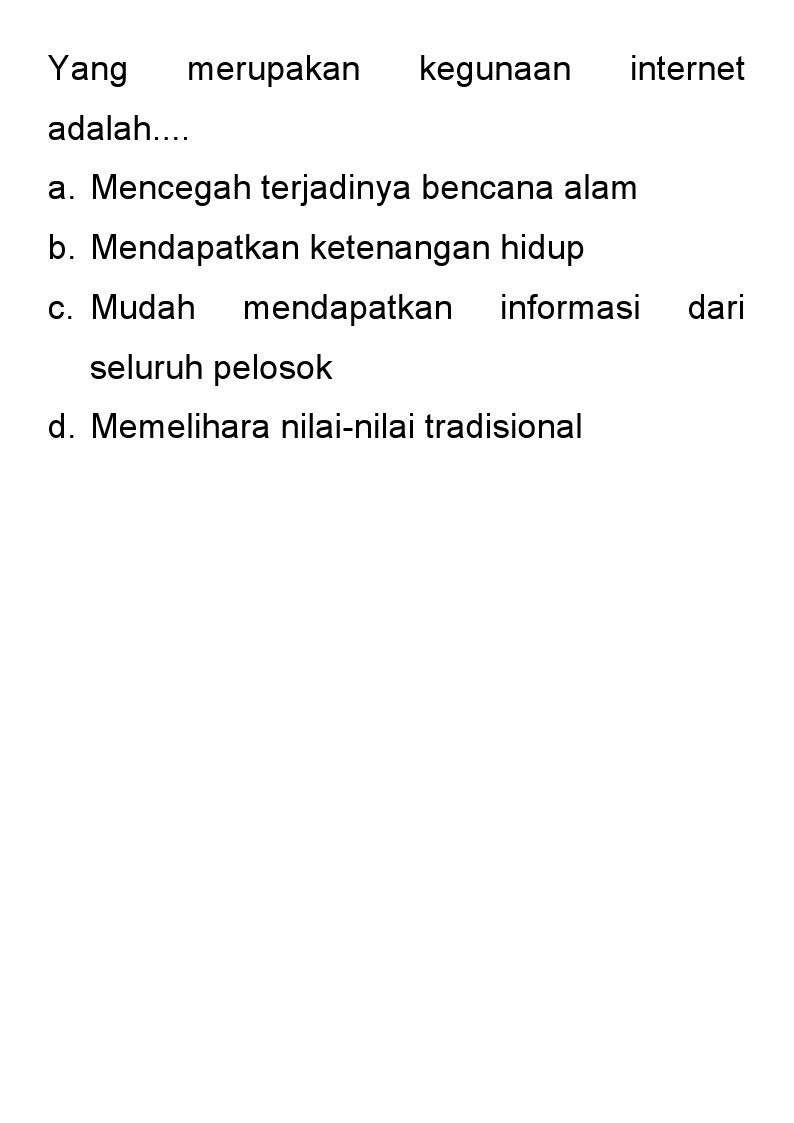 Yang merupakan kegunaan internet
adalah....
a. Mencegah terjadinya bencana alam
b. Mendapatkan ketenangan hidup
c. Mudah mendapatkan informasi dari
seluruh pelosok
d. Memelihara nilai-nilai tradisional